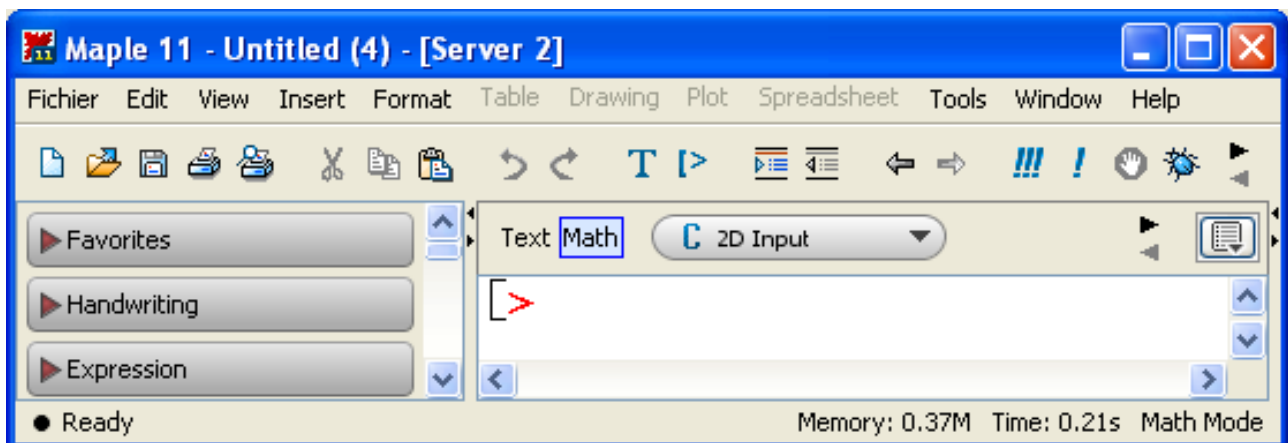 Maple 11 - Untitled (4) - [Server 2]
Fichier Edit View Insert Format Table Drawing Plot Spreadsheet Tools Window Help
T [> !!! !
Favorites
Text Math C 2D Input
Handwriting
[>
Expression
Ready Memory: 0.37M Time: 0.21s Math Mode